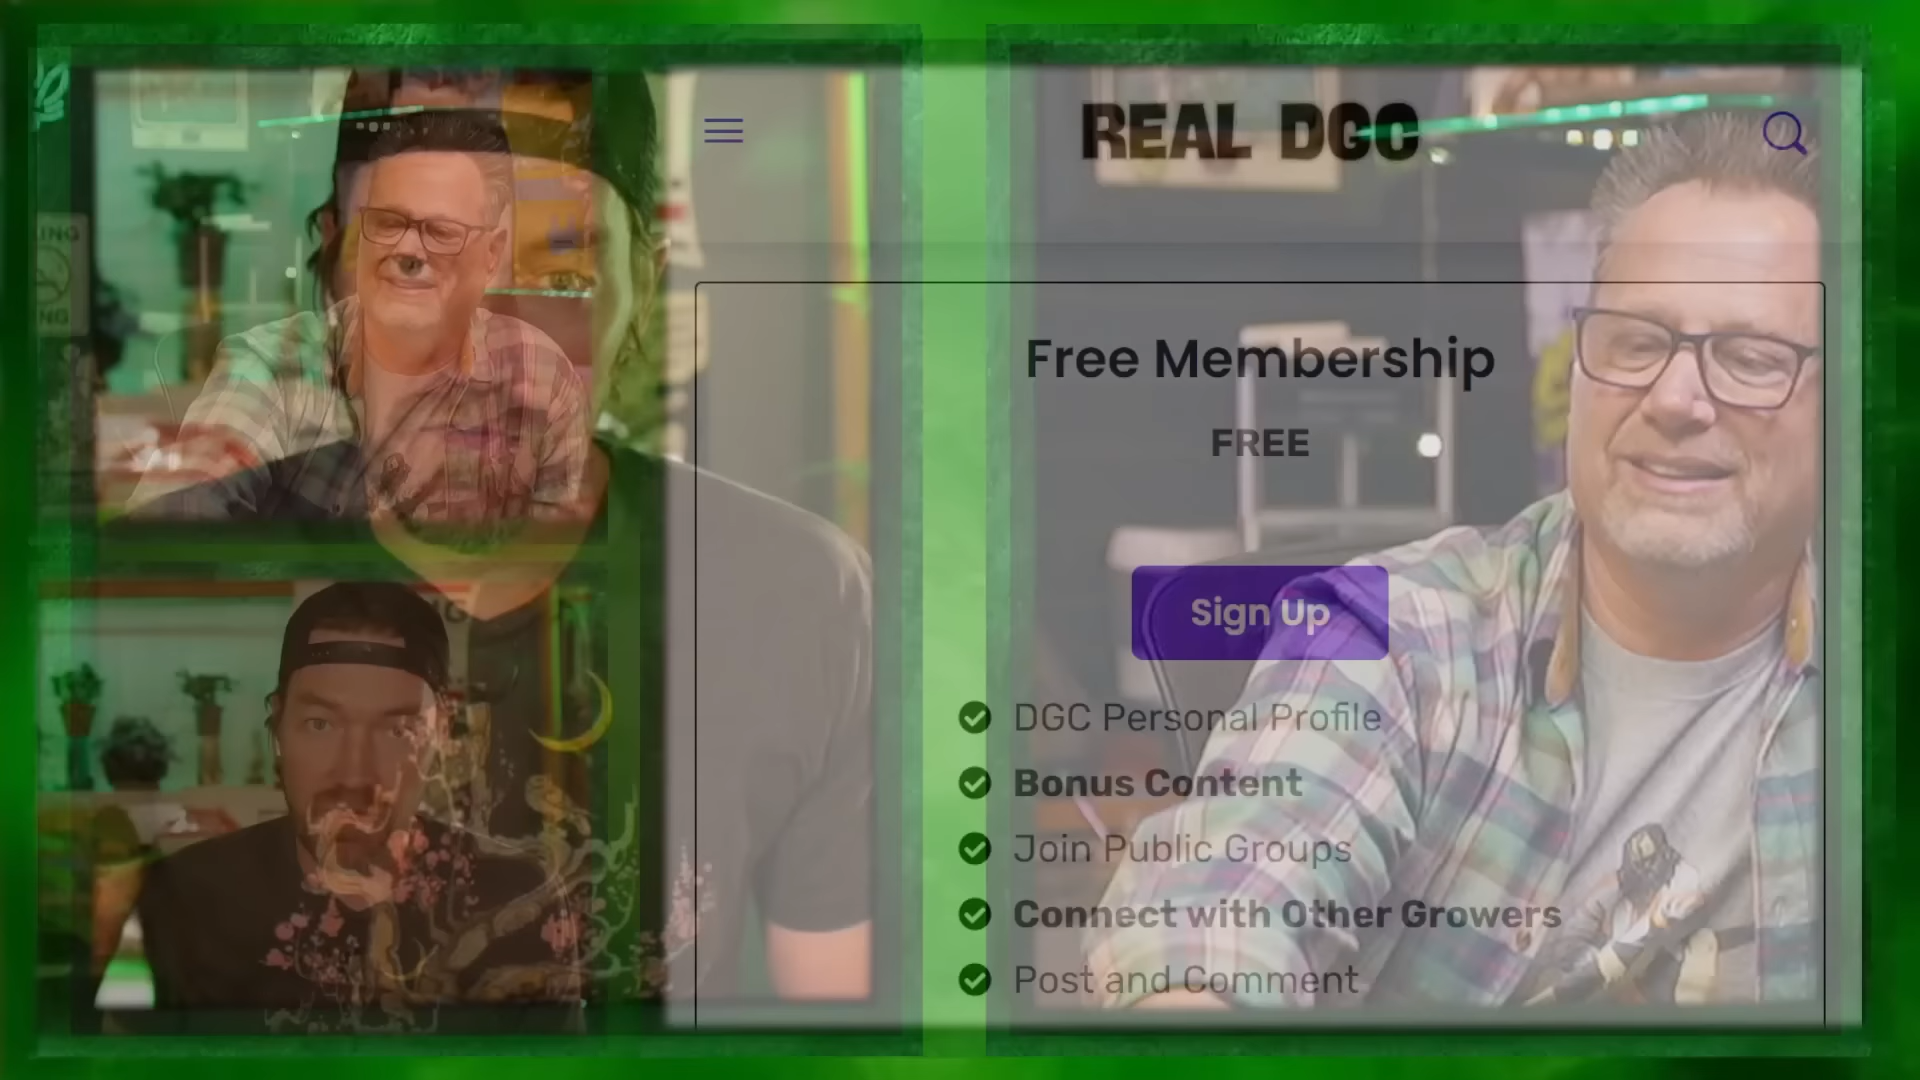 REAL DGC
Free Membership
FREE
Sign Up
DGC Personal Profile
Bonus Content
Join Public Groups
Connect with Other Growers
Post and Comment